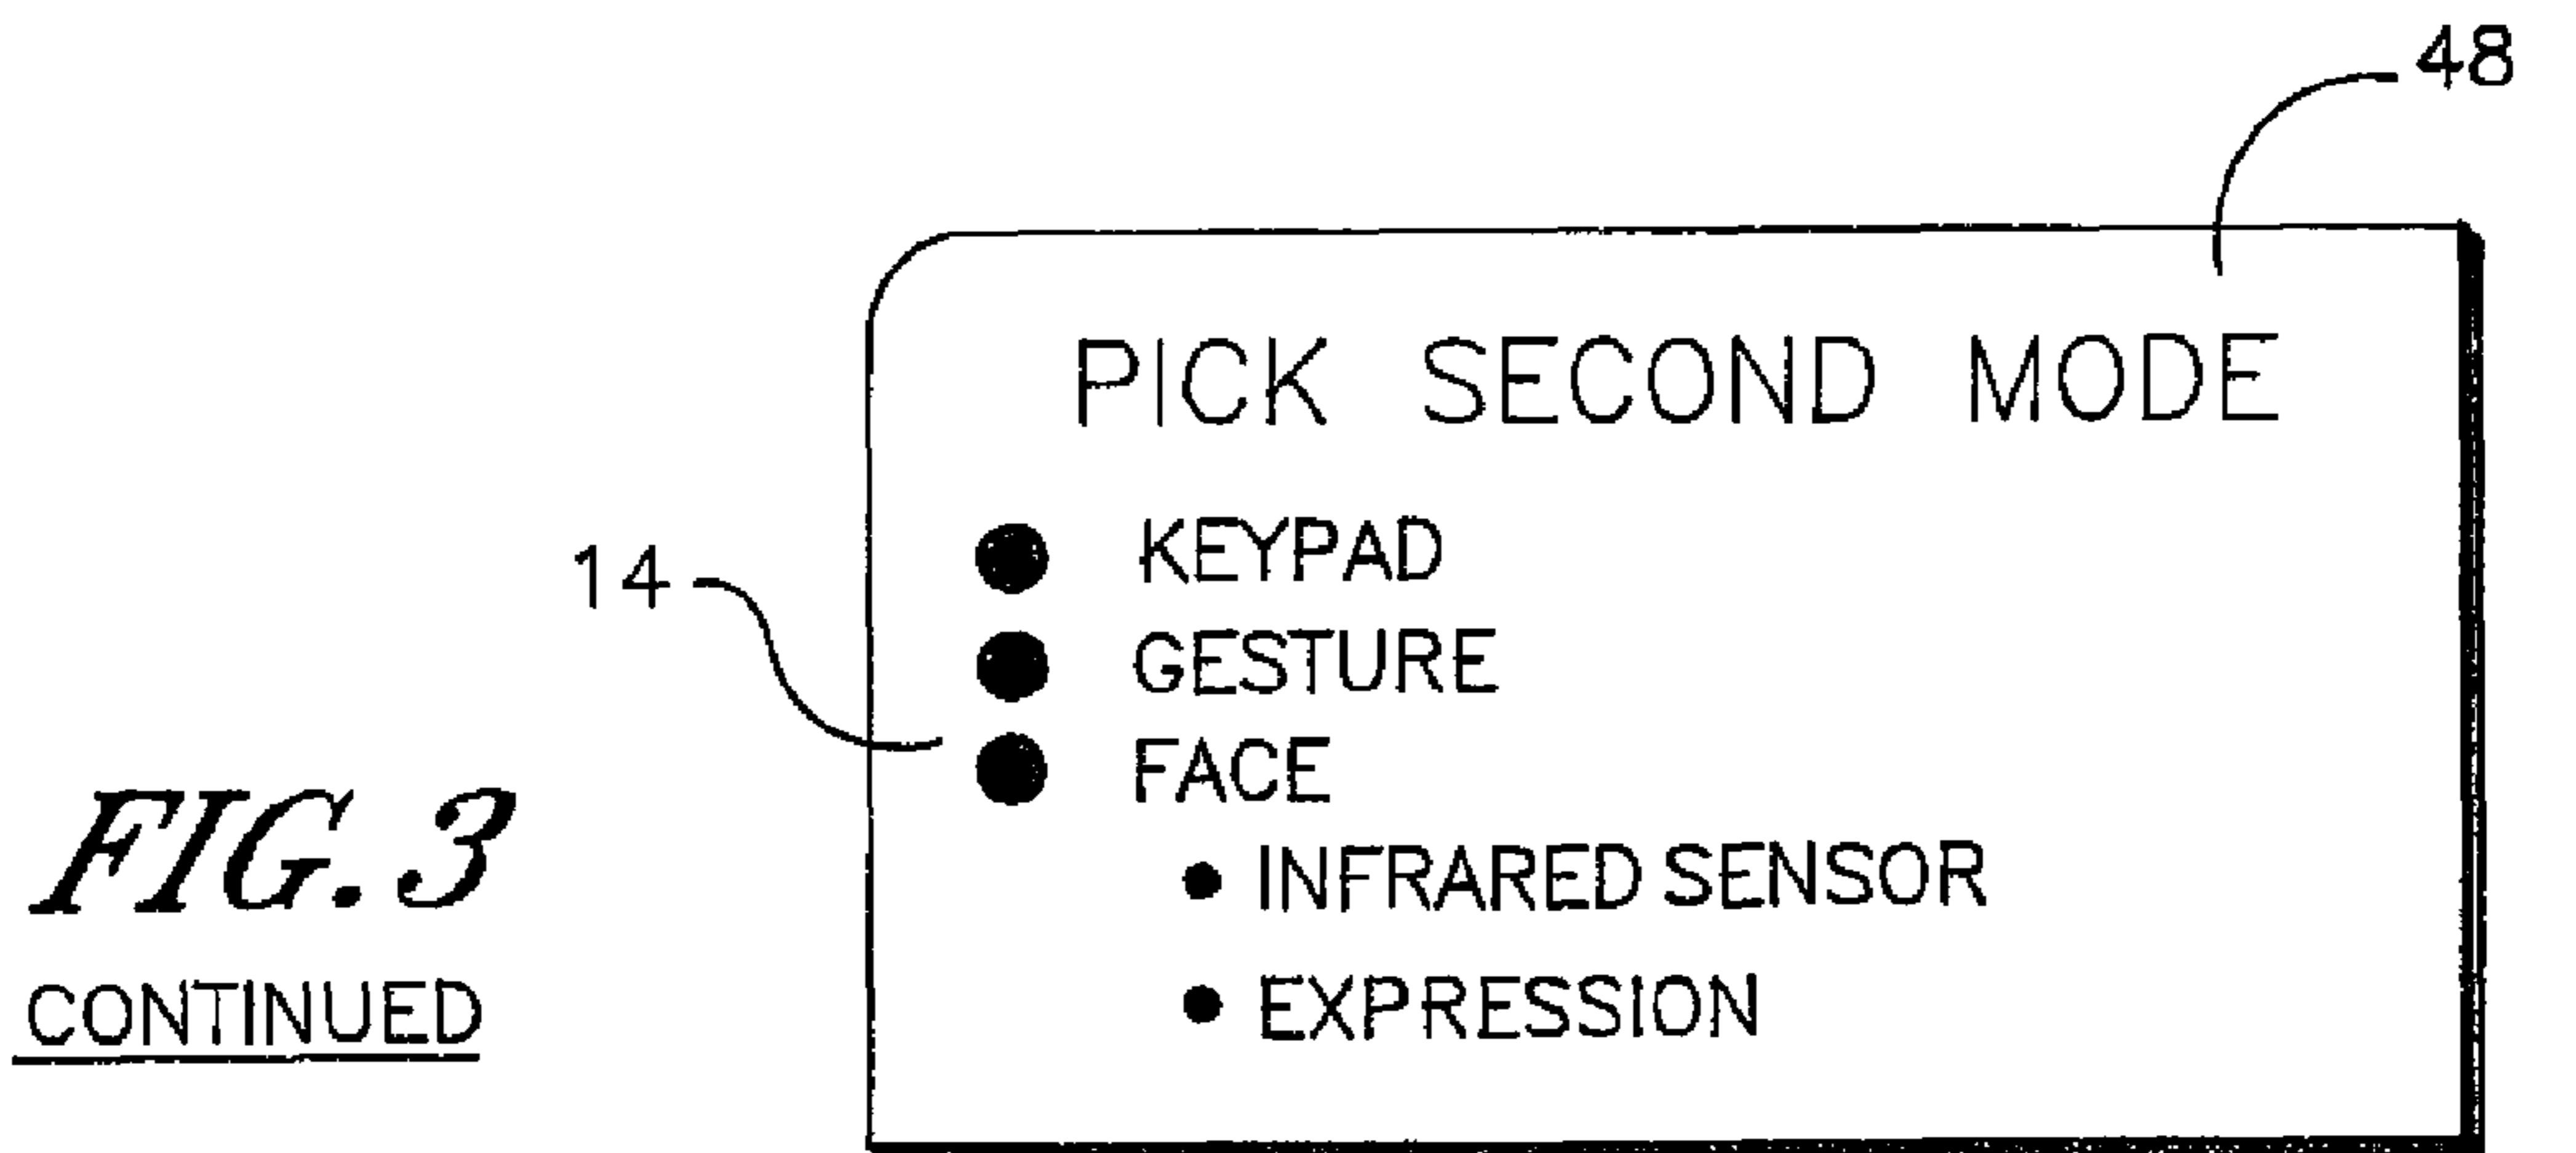 48
PICK SECOND MODE
KEYPAD
14
GESTURE
FACE
• INFRARED SENSOR
• EXPRESSION
FIG. 3
CONTINUED